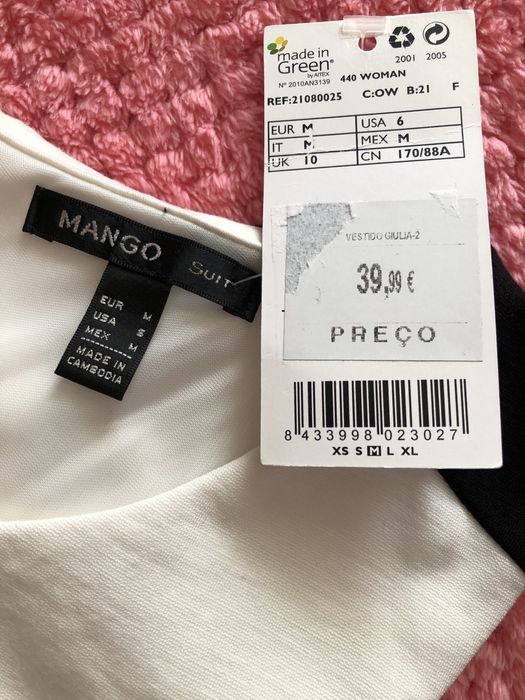 made in
Green®
by AITEX
Nº 2010AN3139
2001 2005
440 WOMAN
REF:21080025 C:OW B:21 F
EUR M USA 6
IT M MEX M
UK 10 CN 170/88A
VESTIDO GIULIA-2
39,99 €
PREÇO
8 433998 023027
XS S M L XL
MANGO SUIT
EUR M
USA S
MEX M
MADE IN
CAMBODIA